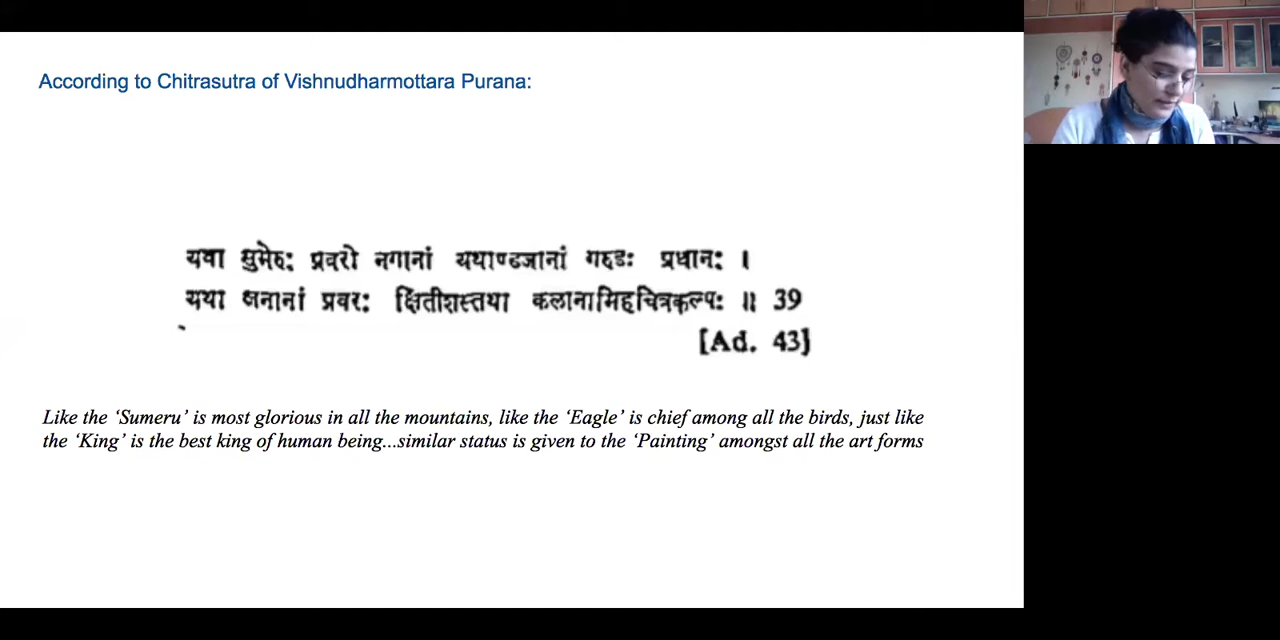 According to Chitrasutra of Vishnudharmottara Purana:
यथा सुमेरुः प्रवरो नगानां यथाण्डजानां गरुडः प्रधानः ।
यथा जनानां प्रवरः क्षितीशस्तथा कलानामिहचित्रकल्पः ॥ 39
[Ad. 43]
Like the ‘Sumeru’ is most glorious in all the mountains, like the ‘Eagle’ is chief among all the birds, just like
the ‘King’ is the best king of human being...similar status is given to the ‘Painting’ amongst all the art forms